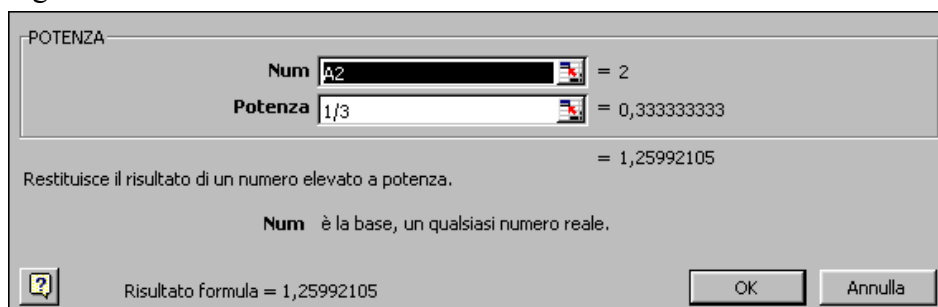 POTENZA
Num A2 = 2
Potenza 1/3 = 0,333333333
= 1,25992105
Restituisce il risultato di un numero elevato a potenza.
Num è la base, un qualsiasi numero reale.
? Risultato formula = 1,25992105 OK Annulla